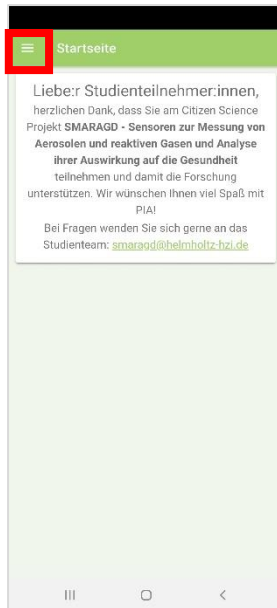 Startseite
Liebe:r Studienteilnehmer:innen,
herzlichen Dank, dass Sie am Citizen Science
Projekt SMARAGD - Sensoren zur Messung von
Aerosolen und reaktiven Gasen und Analyse
ihrer Auswirkung auf die Gesundheit
teilnehmen und damit die Forschung
unterstützen. Wir wünschen Ihnen viel Spaß mit
PIA!
Bei Fragen wenden Sie sich gerne an das
Studienteam: smaragd@helmholtz-hzi.de